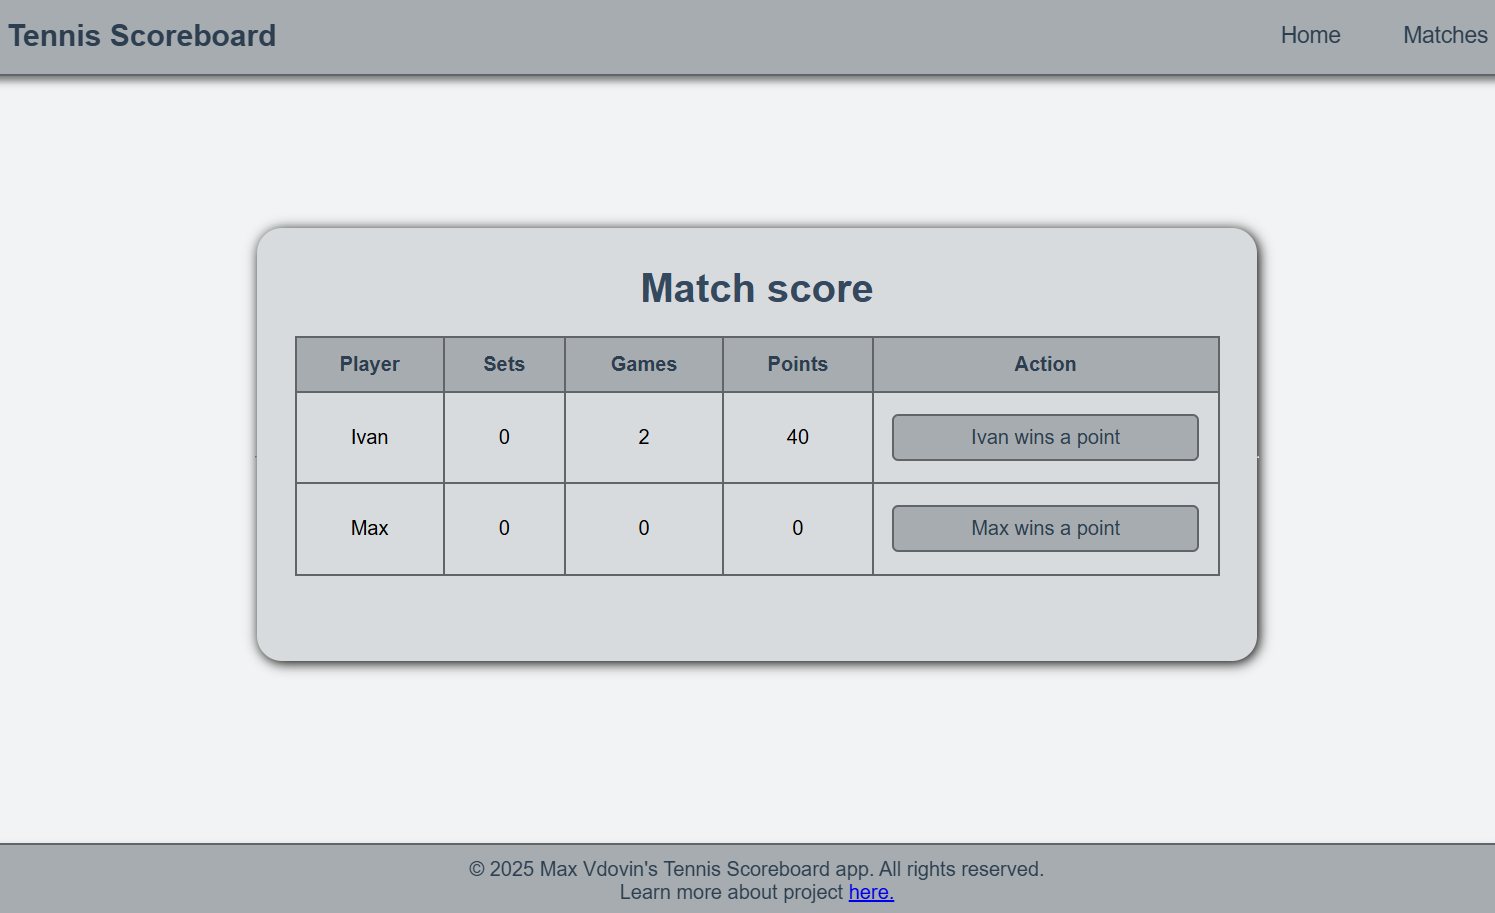 Tennis Scoreboard Home Matches
Match score
Player Sets Games Points Action
Ivan 0 2 40 Ivan wins a point
Max 0 0 0 Max wins a point
© 2025 Max Vdovin's Tennis Scoreboard app. All rights reserved.
Learn more about project here.